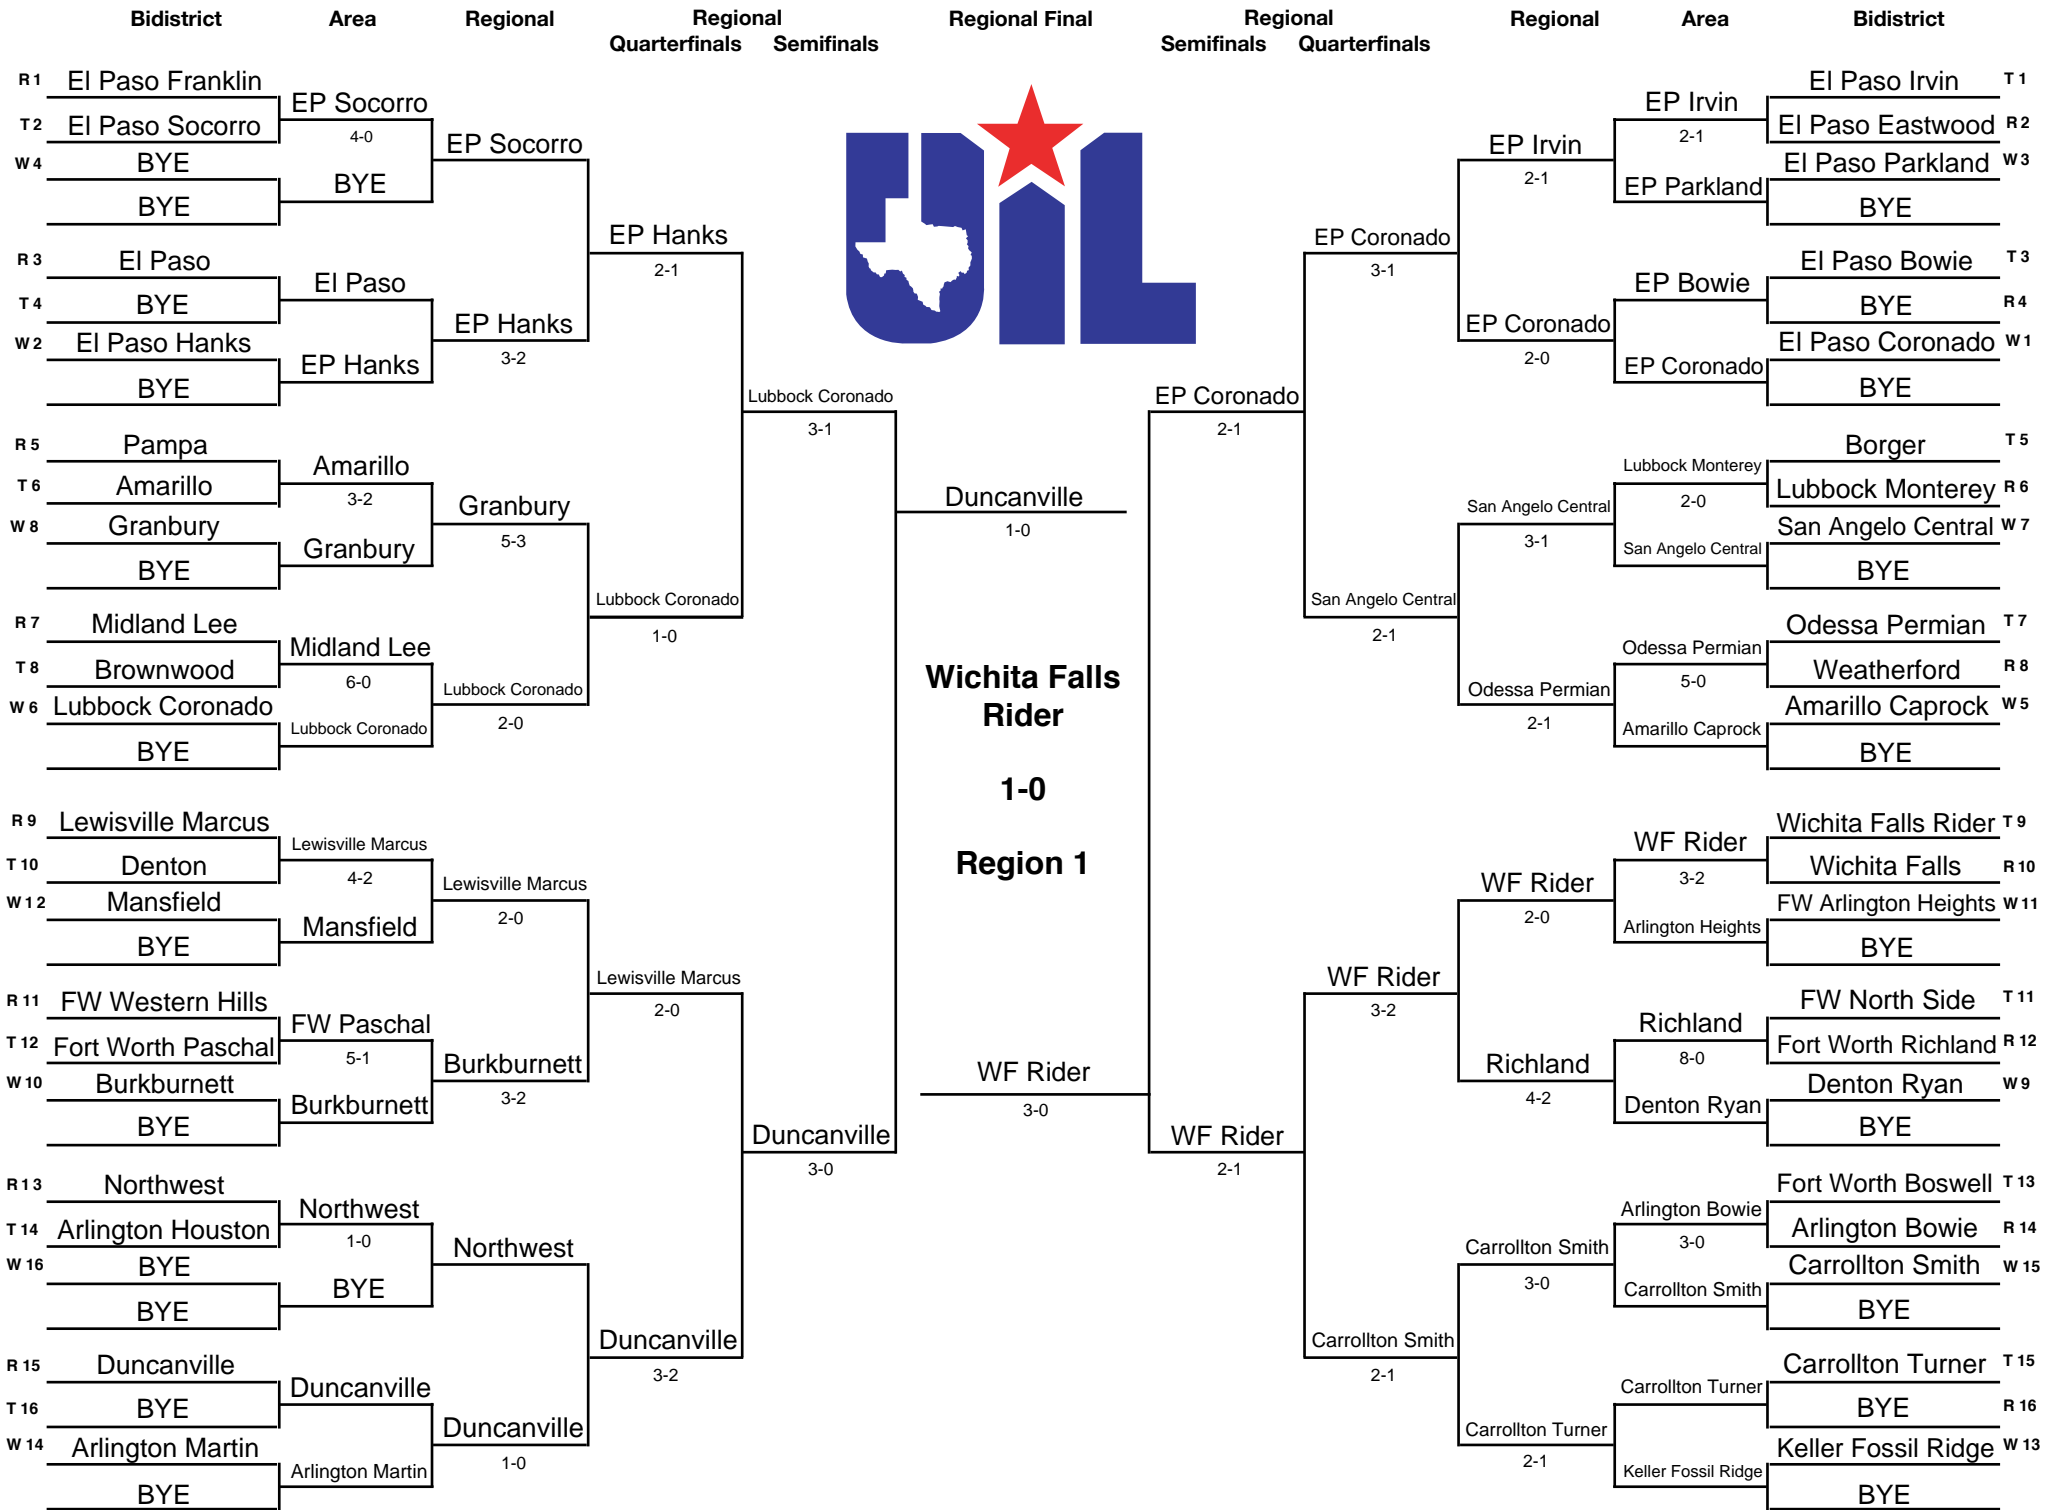 Bidistrict Area Regional Regional Regional Final Regional Regional Area Bidistrict
Quarterfinals Semifinals Semifinals Quarterfinals
R 1 El Paso Franklin
EP Socorro
T 2 El Paso Socorro
4-0
EP Socorro
W 4 BYE
BYE
BYE
EP Hanks
2-1
R 3 El Paso
El Paso
T 4 BYE
EP Hanks
3-2
W 2 El Paso Hanks
EP Hanks
BYE
Lubbock Coronado
3-1
R 5 Pampa
Amarillo
T 6 Amarillo
3-2
Granbury
5-3
W 8 Granbury
Granbury
BYE
Lubbock Coronado
1-0
R 7 Midland Lee
Midland Lee
T 8 Brownwood
6-0
Lubbock Coronado
2-0
W 6 Lubbock Coronado
Lubbock Coronado
BYE
R 9 Lewisville Marcus
Lewisville Marcus
T 10 Denton
4-2
Lewisville Marcus
2-0
W 12 Mansfield
Mansfield
BYE
Lewisville Marcus
2-0
R 11 FW Western Hills
FW Paschal
T 12 Fort Worth Paschal
5-1
Burkburnett
3-2
W 10 Burkburnett
Burkburnett
BYE
Duncanville
3-0
R 13 Northwest
Northwest
T 14 Arlington Houston
1-0
Northwest
W 16 BYE
BYE
BYE
Duncanville
3-2
R 15 Duncanville
Duncanville
T 16 BYE
Duncanville
1-0
W 14 Arlington Martin
Arlington Martin
BYE
UIL
Duncanville
1-0
Wichita Falls
Rider
1-0
Region 1
WF Rider
3-0
El Paso Irvin T 1
EP Irvin
El Paso Eastwood R 2
2-1
EP Irvin
2-1
El Paso Parkland W 3
EP Parkland
BYE
EP Coronado
3-1
El Paso Bowie T 3
EP Bowie
BYE R 4
EP Coronado
2-0
El Paso Coronado W 1
EP Coronado
BYE
EP Coronado
2-1
Borger T 5
Lubbock Monterey
Lubbock Monterey R 6
2-0
San Angelo Central
3-1
San Angelo Central W 7
San Angelo Central
BYE
San Angelo Central
2-1
Odessa Permian T 7
Odessa Permian
Weatherford R 8
5-0
Odessa Permian
2-1
Amarillo Caprock W 5
Amarillo Caprock
BYE
Wichita Falls Rider T 9
WF Rider
Wichita Falls R 10
3-2
WF Rider
2-0
FW Arlington Heights W 11
Arlington Heights
BYE
WF Rider
3-2
FW North Side T 11
Richland
Fort Worth Richland R 12
8-0
Richland
4-2
Denton Ryan W 9
Denton Ryan
BYE
WF Rider
2-1
Fort Worth Boswell T 13
Arlington Bowie
Arlington Bowie R 14
3-0
Carrollton Smith
3-0
Carrollton Smith W 15
Carrollton Smith
BYE
Carrollton Smith
2-1
Carrollton Turner T 15
Carrollton Turner
BYE R 16
Carrollton Turner
2-1
Keller Fossil Ridge W 13
Keller Fossil Ridge
BYE